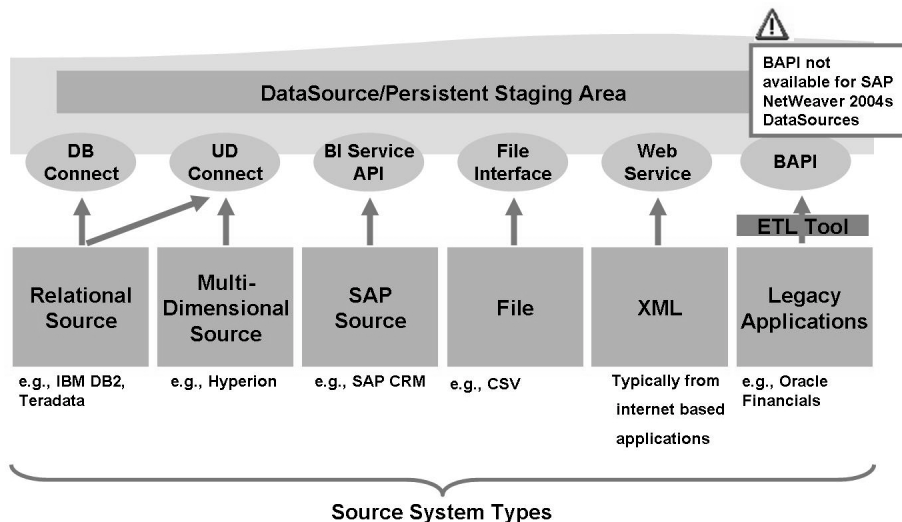 BAPI not
available for SAP
NetWeaver 2004s
DataSources
DataSource/Persistent Staging Area
DB
Connect
UD
Connect
BI Service
API
File
Interface
Web
Service
BAPI
ETL Tool
Relational
Source
Multi-
Dimensional
Source
SAP
Source
File
XML
Legacy
Applications
e.g., IBM DB2,
Teradata
e.g., Hyperion
e.g., SAP CRM
e.g., CSV
Typically from
internet based
applications
e.g., Oracle
Financials
Source System Types